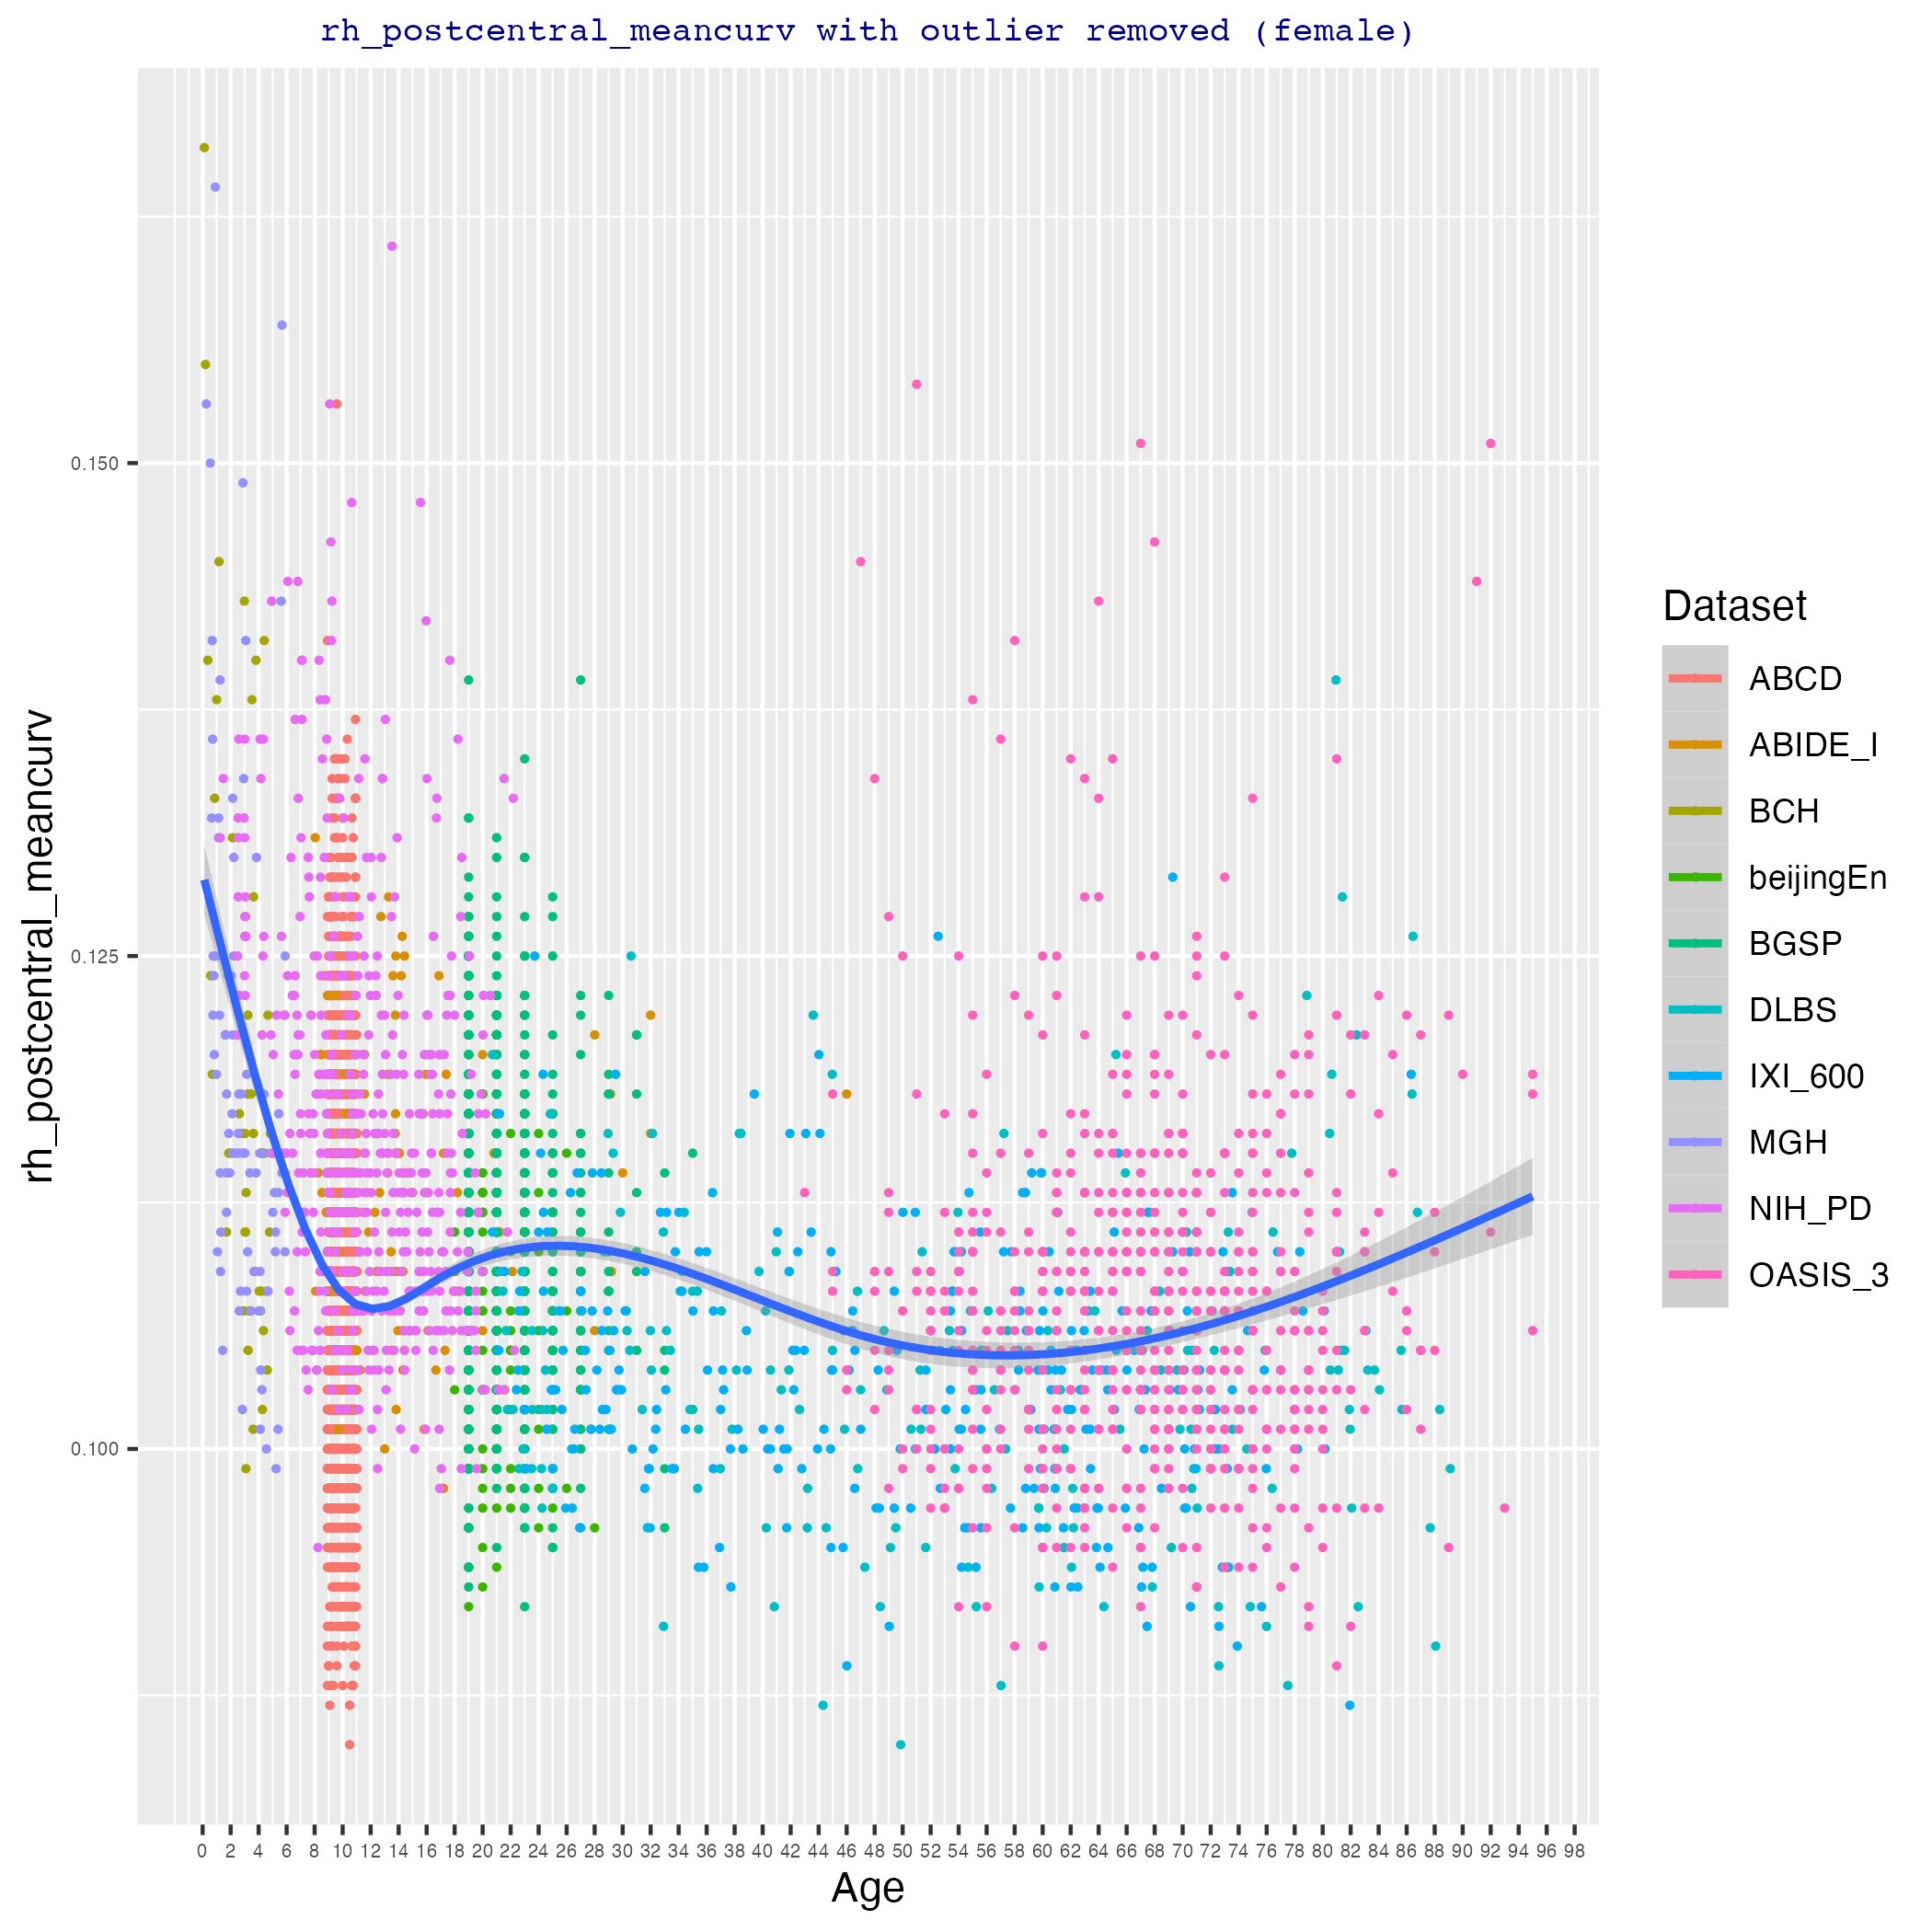 rh_postcentral_meancurv with outlier removed (female)
rh_postcentral_meancurv
0.150
0.125
0.100
0 2 4 6 8 10 12 14 16 18 20 22 24 26 28 30 32 34 36 38 40 42 44 46 48 50 52 54 56 58 60 62 64 66 68 70 72 74 76 78 80 82 84 86 88 90 92 94 96 98
Age
Dataset
ABCD
ABIDE_I
BCH
beijingEn
BGSP
DLBS
IXI_600
MGH
NIH_PD
OASIS_3